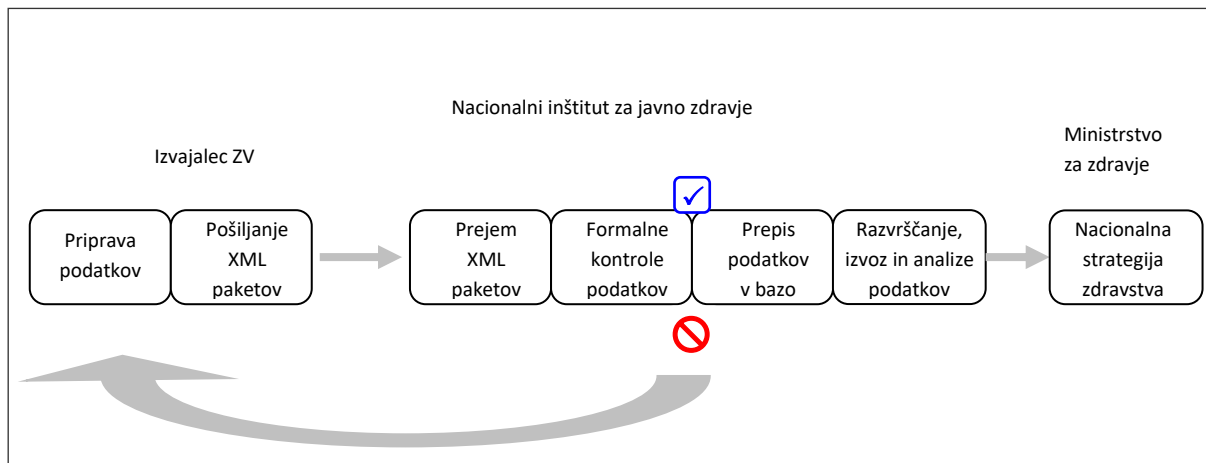 Nacionalni inštitut za javno zdravje
Izvajalec ZV
Ministrstvo
za zdravje
Priprava
podatkov
Pošiljanje
XML
paketov
Prejem
XML
paketov
Formalne
kontrole
podatkov
Prepis
podatkov
v bazo
Razvrščanje,
izvoz in analize
podatkov
Nacionalna
strategija
zdravstva